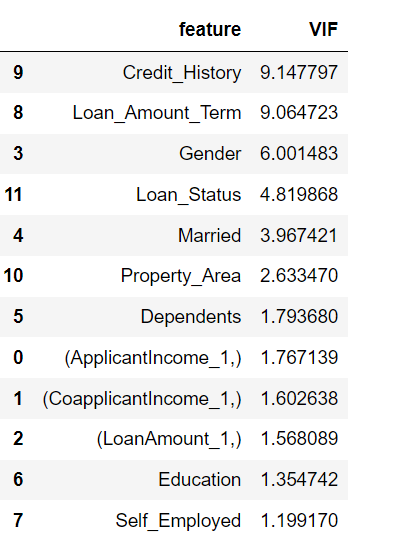 feature VIF
9 Credit_History 9.147797
8 Loan_Amount_Term 9.064723
3 Gender 6.001483
11 Loan_Status 4.819868
4 Married 3.967421
10 Property_Area 2.633470
5 Dependents 1.793680
0 (ApplicantIncome_1,) 1.767139
1 (CoapplicantIncome_1,) 1.602638
2 (LoanAmount_1,) 1.568089
6 Education 1.354742
7 Self_Employed 1.199170